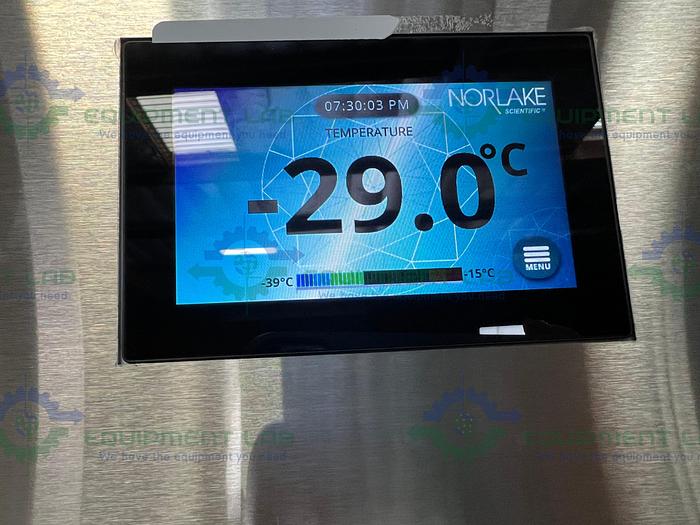 07:30:03 PM
NORLAKE
SCIENTIFIC
TEMPERATURE
-29.0°C
-39°C
-15°C
MENU
EQUIPMENT LAB
We have the equipment you need
EQUIPMENT LAB
We have the equipment you need